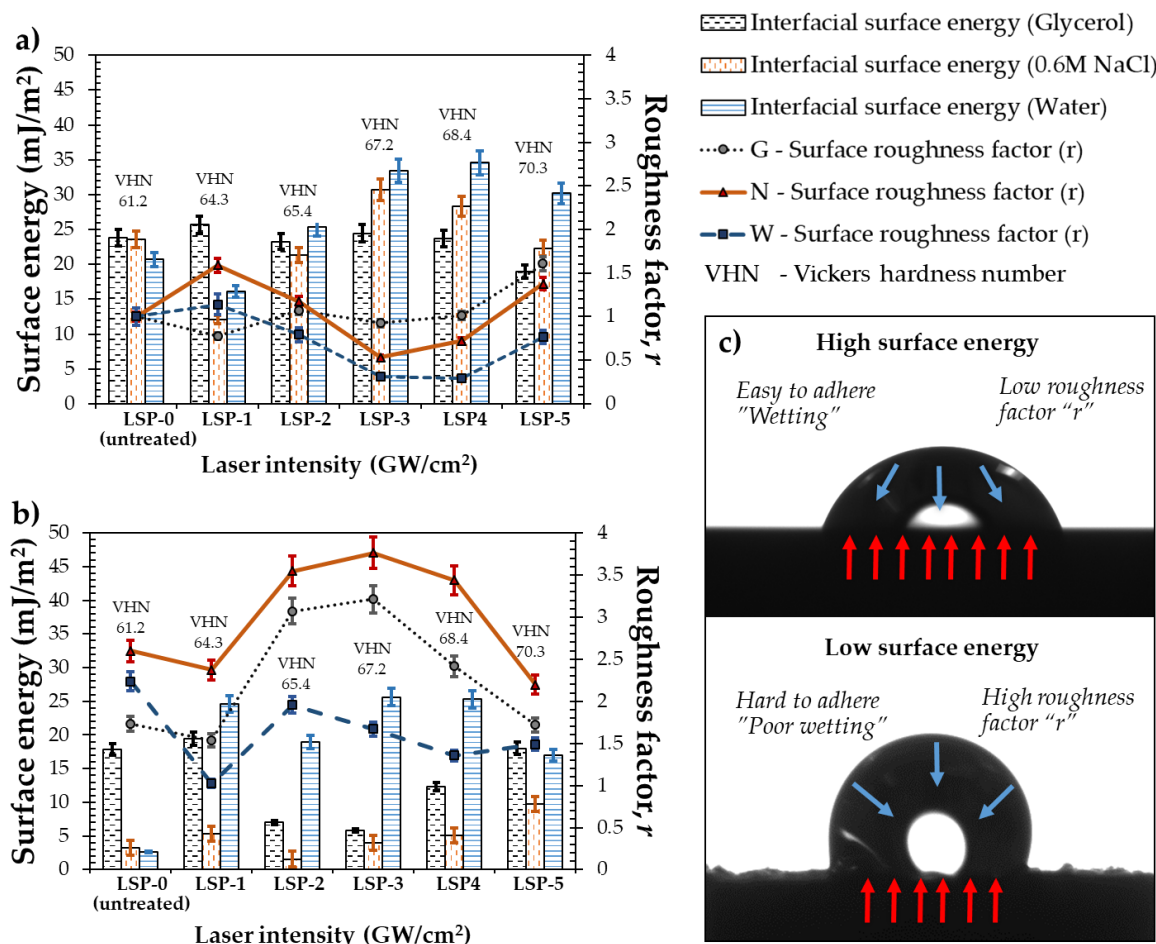 a)
Surface energy (mJ/m²)
50
45
40
35
30
25
20
15
10
5
0
VHN
61.2
VHN
64.3
VHN
65.4
VHN
67.2
VHN
68.4
VHN
70.3
4
3.5
3
2.5
2
1.5
1
0.5
0
Roughness factor, r
LSP-0
(untreated)
LSP-1
LSP-2
LSP-3
LSP4
LSP-5
Laser intensity (GW/cm²)
Interfacial surface energy (Glycerol)
Interfacial surface energy (0.6M NaCl)
Interfacial surface energy (Water)
G - Surface roughness factor (r)
N - Surface roughness factor (r)
W - Surface roughness factor (r)
VHN - Vickers hardness number
b)
Surface energy (mJ/m²)
50
45
40
35
30
25
20
15
10
5
0
VHN
61.2
VHN
64.3
VHN
65.4
VHN
67.2
VHN
68.4
VHN
70.3
4
3.5
3
2.5
2
1.5
1
0.5
0
Roughness factor, r
LSP-0
(untreated)
LSP-1
LSP-2
LSP-3
LSP4
LSP-5
Laser intensity (GW/cm²)
c)
High surface energy
Easy to adhere
"Wetting"
Low roughness
factor “r”
Low surface energy
Hard to adhere
"Poor wetting"
High roughness
factor “r”